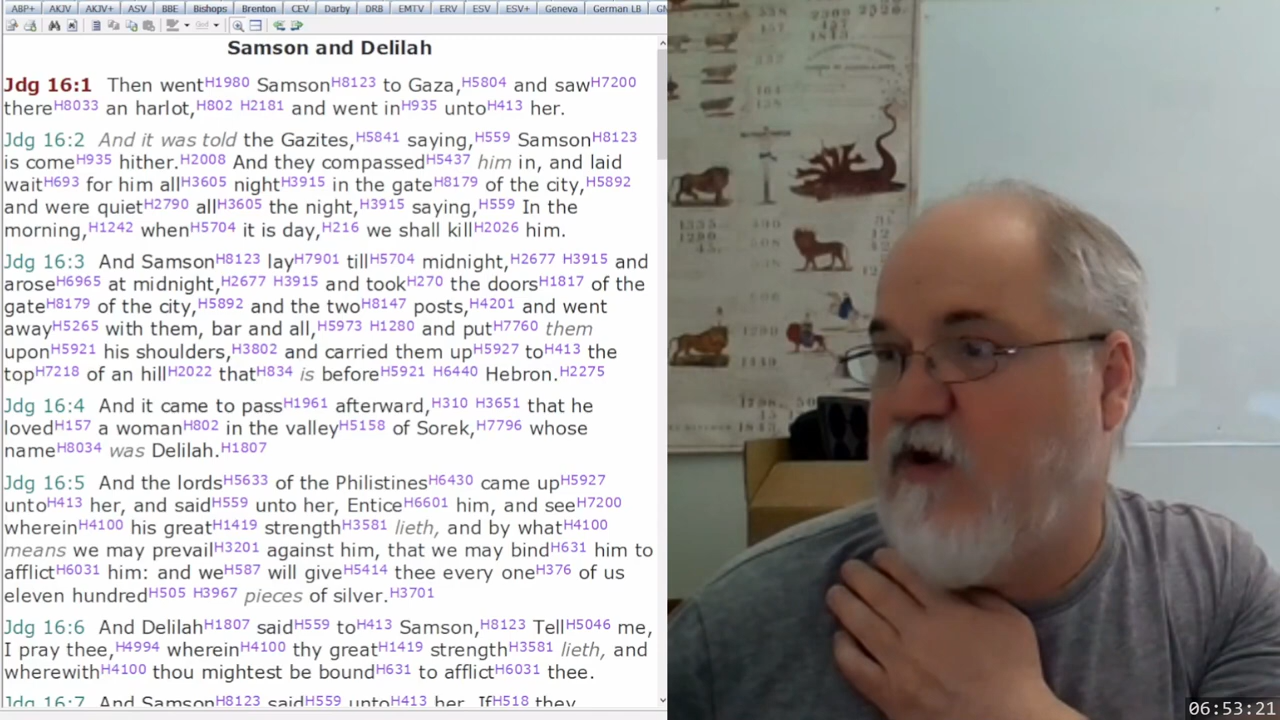 ABP+ AKJV AKJV+ ASV BBE Bishops Brenton CEV Darby DRB EMTV ERV ESV ESV+ Geneva German LB
Samson and Delilah
Jdg 16:1 Then wentH1980 SamsonH8123 to Gaza,H5804 and sawH7200
thereH8033 an harlot,H802 H2181 and went inH935 untoH413 her.
Jdg 16:2 And it was told the Gazites,H5841 saying,H559 SamsonH8123
is comeH935 hither.H2008 And they compassedH5437 him in, and laid
waitH693 for him allH3605 nightH3915 in the gateH8179 of the city,H5892
and were quietH2790 allH3605 the night,H3915 saying,H559 In the
morning,H1242 whenH5704 it is day,H216 we shall killH2026 him.
Jdg 16:3 And SamsonH8123 layH7901 tillH5704 midnight,H2677 H3915 and
aroseH6965 at midnight,H2677 H3915 and tookH270 the doorsH1817 of the
gateH8179 of the city,H5892 and the twoH8147 posts,H4201 and went
awayH5265 with them, bar and all,H5973 H1280 and putH7760 them
uponH5921 his shoulders,H3802 and carried them upH5927 toH413 the
topH7218 of an hillH2022 thatH834 is beforeH5921 H6440 Hebron.H2275
Jdg 16:4 And it came to passH1961 afterward,H310 H3651 that he
lovedH157 a womanH802 in the valleyH5158 of Sorek,H7796 whose
nameH8034 was Delilah.H1807
Jdg 16:5 And the lordsH5633 of the PhilistinesH6430 came upH5927
untoH413 her, and saidH559 unto her, EnticeH6601 him, and seeH7200
whereinH4100 his greatH1419 strengthH3581 lieth, and by whatH4100
means we may prevailH3201 against him, that we may bindH631 him to
afflictH6031 him: and weH587 will giveH5414 thee every oneH376 of us
eleven hundredH505 H3967 pieces of silver.H3701
Jdg 16:6 And DelilahH1807 saidH559 toH413 Samson,H8123 TellH5046 me,
I pray thee,H4994 whereinH4100 thy greatH1419 strengthH3581 lieth, and
wherewithH4100 thou mightest be boundH631 to afflictH6031 thee.
Jdg 16:7 And SamsonH8123 saidH559 untoH413 her, IfH518 they
06:53:21